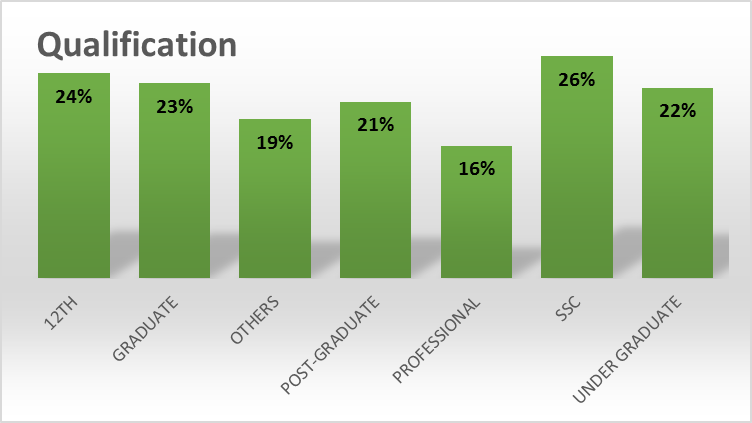 Qualification
24%
23%
19%
21%
16%
26%
22%
12TH
GRADUATE
OTHERS
POST-GRADUATE
PROFESSIONAL
SSC
UNDER GRADUATE